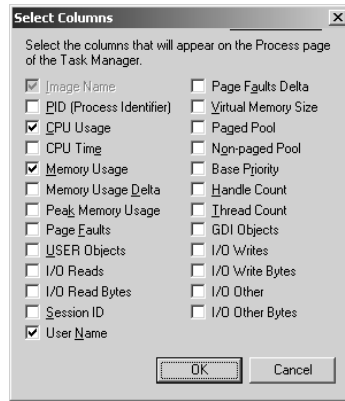 Select Columns
Select the columns that will appear on the Process page
of the Task Manager.
Image Name
PID (Process Identifier)
CPU Usage
CPU Time
Memory Usage
Memory Usage Delta
Peak Memory Usage
Page Faults
USER Objects
I/O Reads
I/O Read Bytes
Session ID
User Name
Page Faults Delta
Virtual Memory Size
Paged Pool
Non-paged Pool
Base Priority
Handle Count
Thread Count
GDI Objects
I/O Writes
I/O Write Bytes
I/O Other
I/O Other Bytes
OK
Cancel